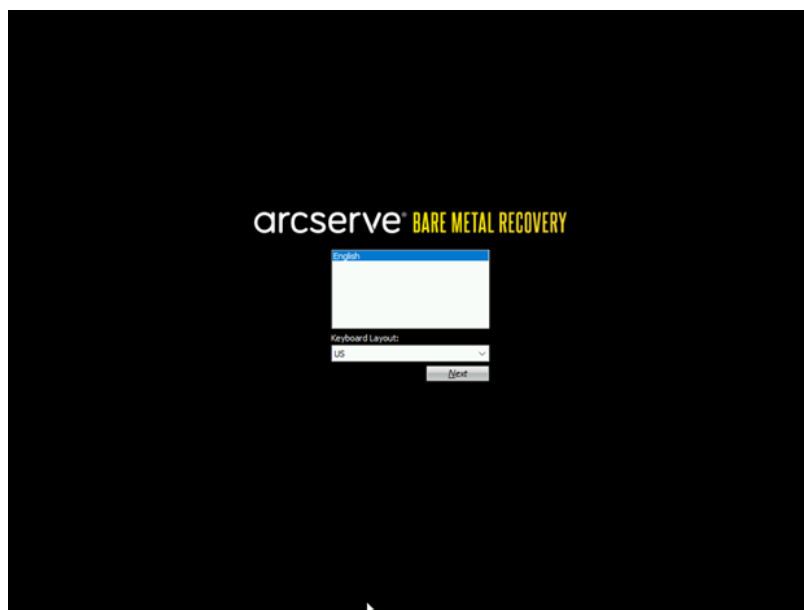 arcserve® BARE METAL RECOVERY
English
Keyboard Layout:
US
Next